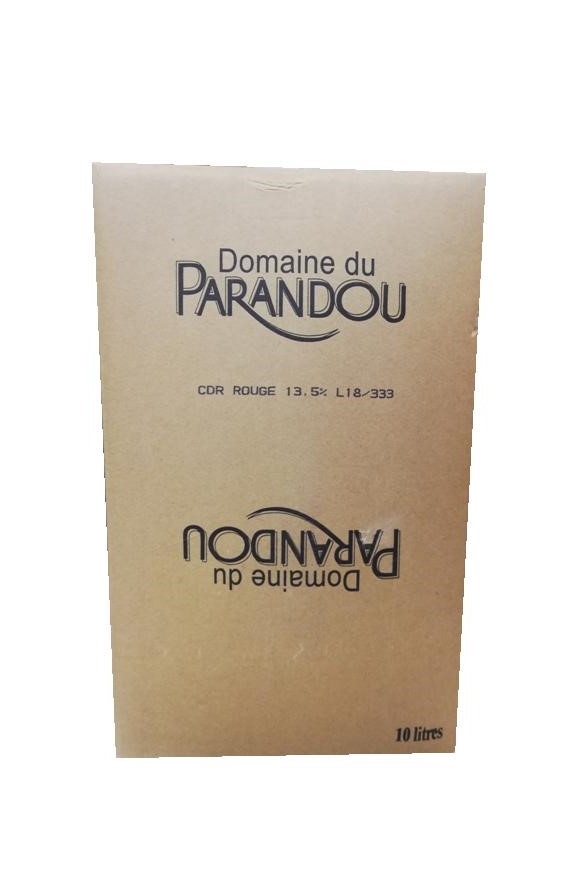 Domaine du
PARANDOU
CDR ROUGE 13.5% L18/333
Domaine du
PARANDOU
10 litres